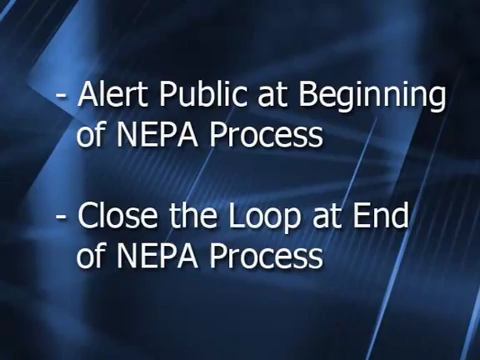 - Alert Public at Beginning
of NEPA Process
- Close the Loop at End
of NEPA Process